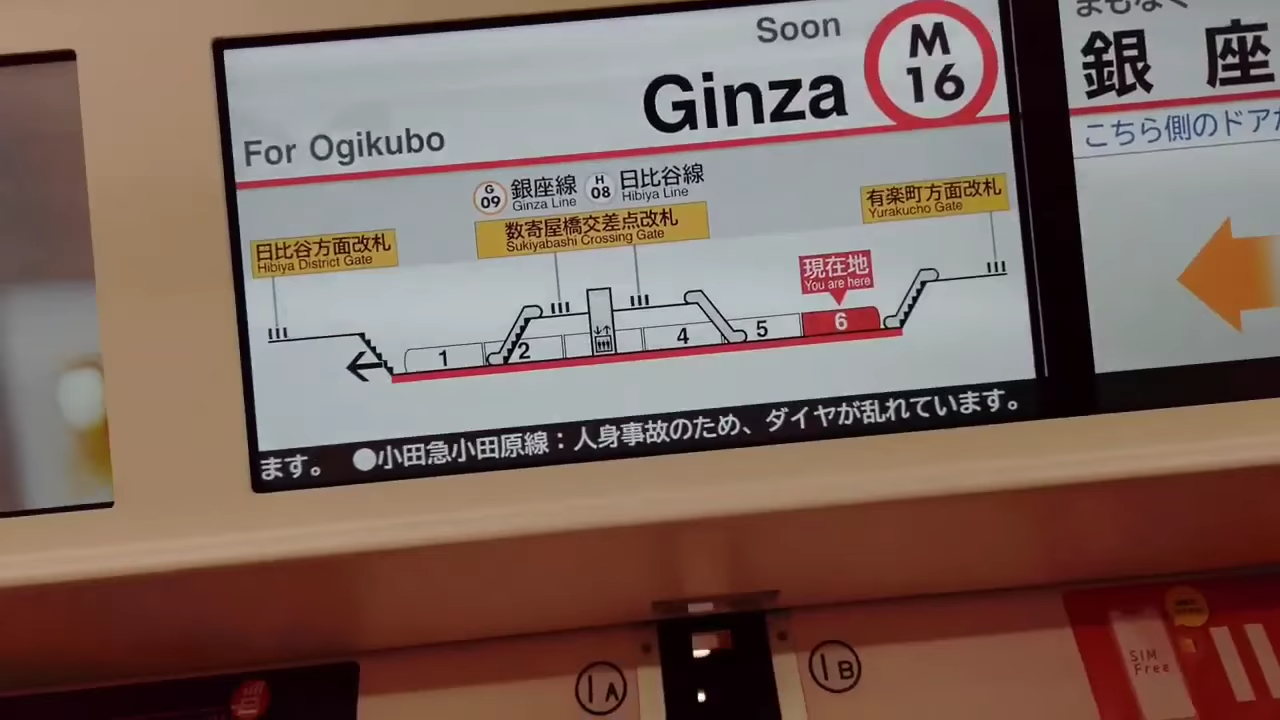 Soon
Ginza
M
16
For Ogikubo
G
09
銀座線
Ginza Line
H
08
日比谷線
Hibiya Line
日比谷方面改札
Hibiya District Gate
数寄屋橋交差点改札
Sukiyabashi Crossing Gate
有楽町方面改札
Yurakucho Gate
現在地
You are here
1
2
4
5
6
ます。 ●小田急小田原線：人身事故のため、ダイヤが乱れています。
まもなく
銀座
こちら側のドア
1A
1B
SIM
Free